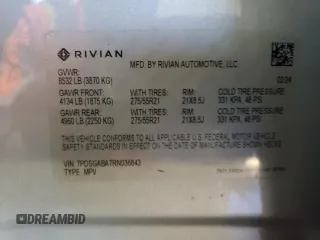 RIVIAN
MFD. BY RIVIAN AUTOMOTIVE, LLC
GVWR:
8532 LB (3870 KG)
02/24
GAWR FRONT: WITH TIRES: RIM: COLD TIRE PRESSURE
4134 LB (1875 KG) 275/55R21 21X8.5J 331 KPA, 48 PSI
GAWR REAR WITH TIRES: RIM: COLD TIRE PRESSURE
4960 LB (2250 KG) 275/55R21 21X8.5J 331 KPA, 48 PSI
THIS VEHICLE CONFORMS TO ALL APPLICABLE U.S. FEDERAL MOTOR VEHICLE
SAFETY STANDARDS IN EFFECT ON THE DATE OF MANUFACTURE SHOWN
ABOVE.
VIN: 7PDSGABA7RN036643
TYPE: MPV
DREAMBID